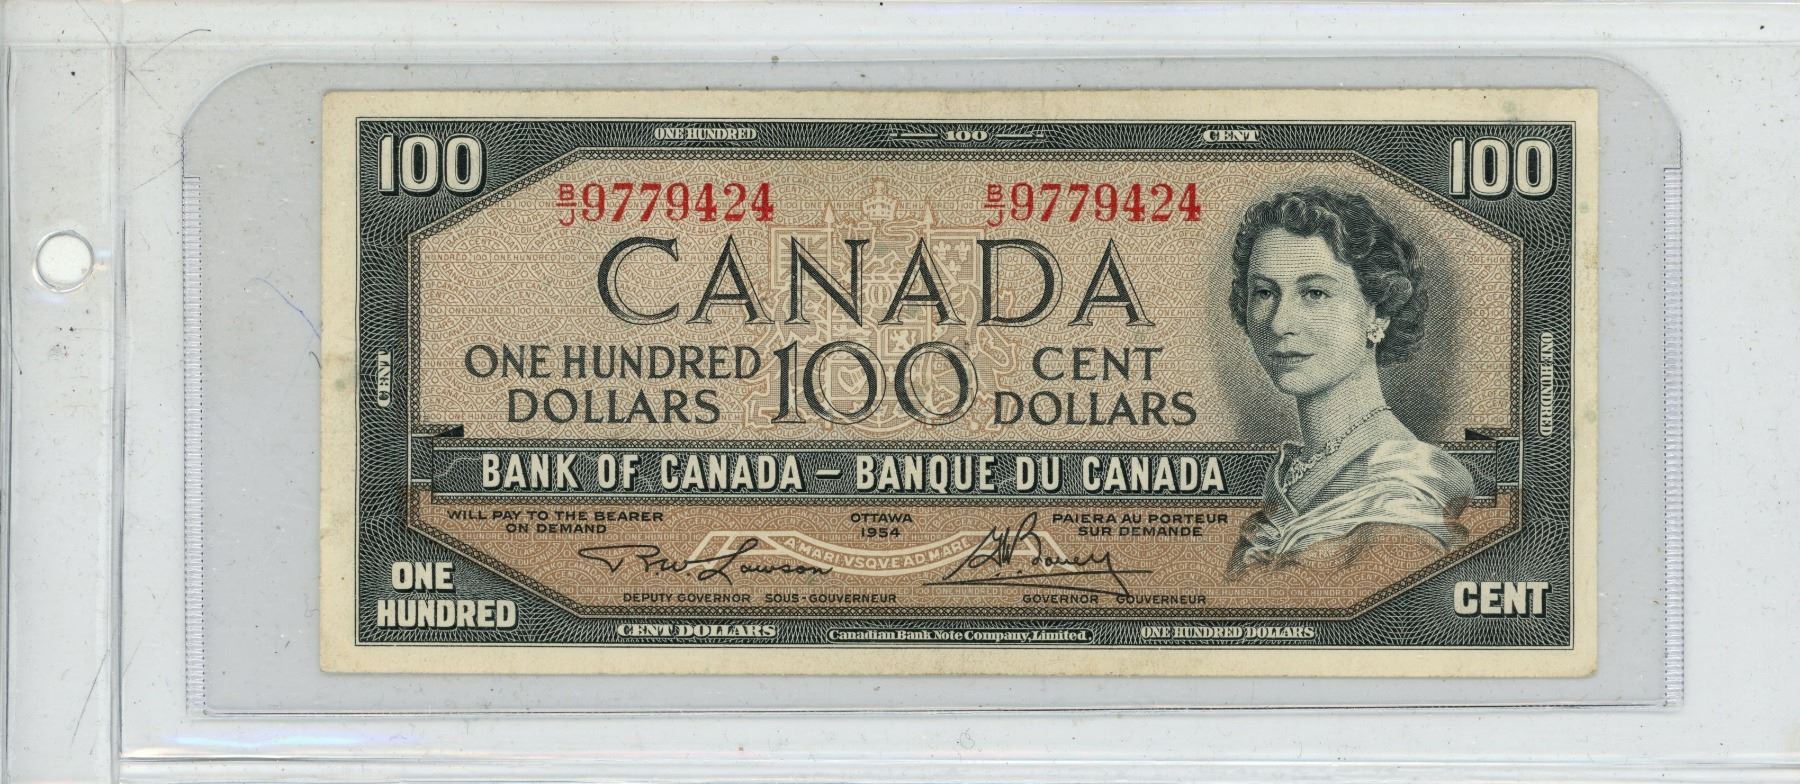 ONE HUNDRED 100 CENT
100 100
B/J 9779424 B/J 9779424
CANADA
ONE HUNDRED DOLLARS 100 CENT DOLLARS
CENT ONE HUNDRED
BANK OF CANADA – BANQUE DU CANADA
WILL PAY TO THE BEARER ON DEMAND
OTTAWA 1954
PAIERA AU PORTEUR SUR DEMANDE
A MARI VSQVE AD MARE
R.W. Lawson
G.K. Bouey
DEPUTY GOVERNOR SOUS-GOUVERNEUR
GOVERNOR GOUVERNEUR
ONE HUNDRED CENT
CENT DOLLARS Canadian Bank Note Company, Limited. ONE HUNDRED DOLLARS